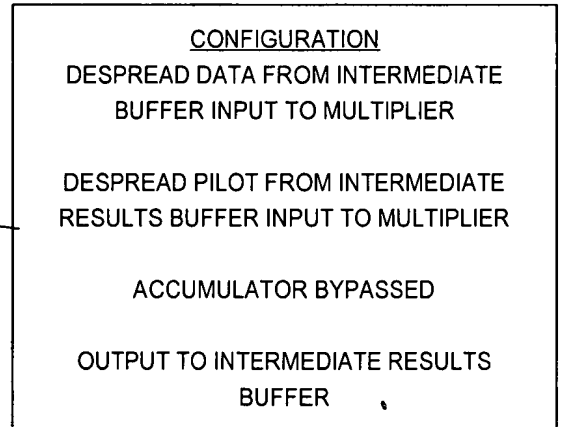 CONFIGURATION
DESPREAD DATA FROM INTERMEDIATE
BUFFER INPUT TO MULTIPLIER
DESPREAD PILOT FROM INTERMEDIATE
RESULTS BUFFER INPUT TO MULTIPLIER
ACCUMULATOR BYPASSED
OUTPUT TO INTERMEDIATE RESULTS
BUFFER